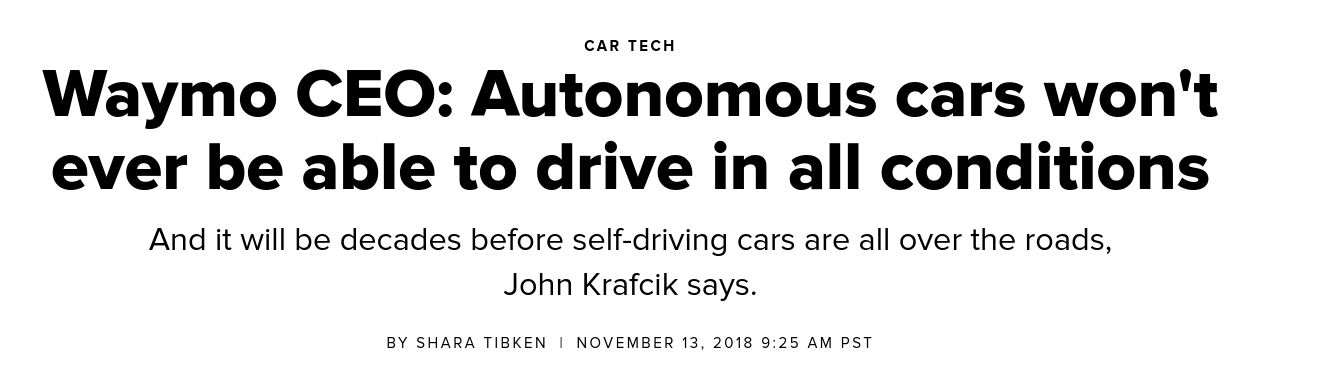 CAR TECH
Waymo CEO: Autonomous cars won't
ever be able to drive in all conditions
And it will be decades before self-driving cars are all over the roads,
John Krafcik says.
BY SHARA TIBKEN | NOVEMBER 13, 2018 9:25 AM PST